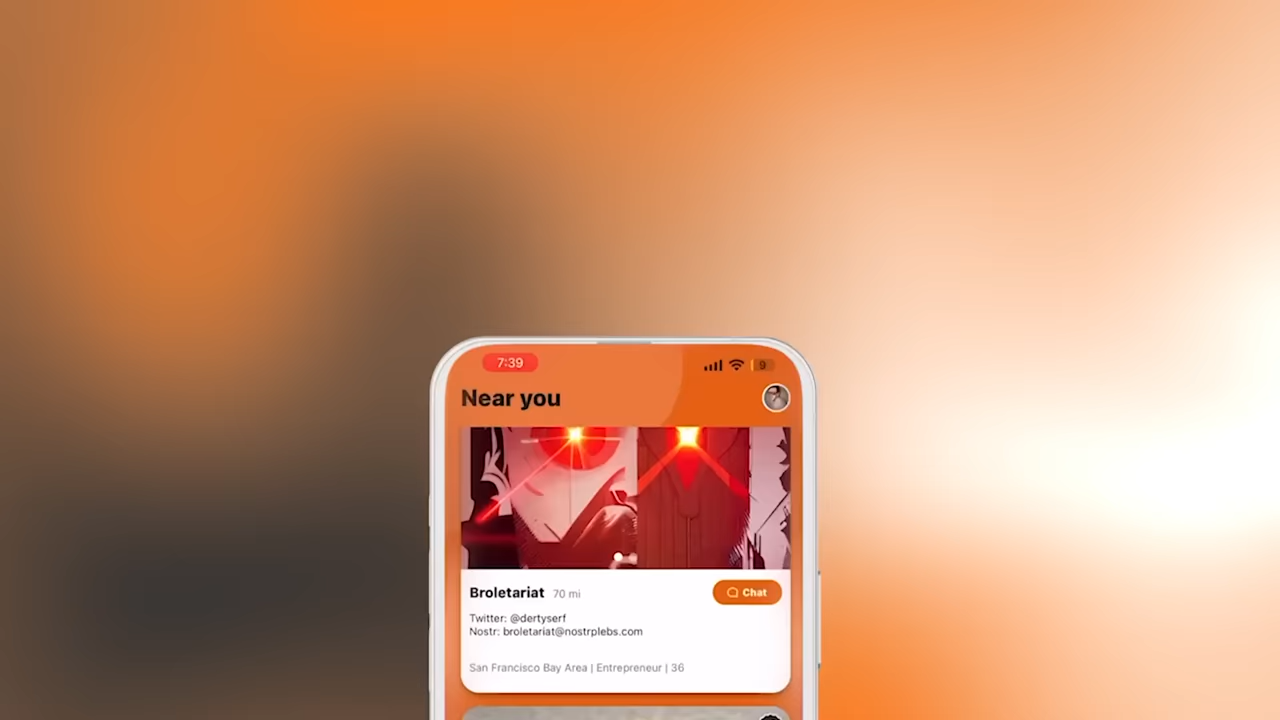 7:39
9
Near you
Broletariat 70 mi
Chat
Twitter: @dertyserf
Nostr: broletariat@nostrplebs.com
San Francisco Bay Area | Entrepreneur | 36